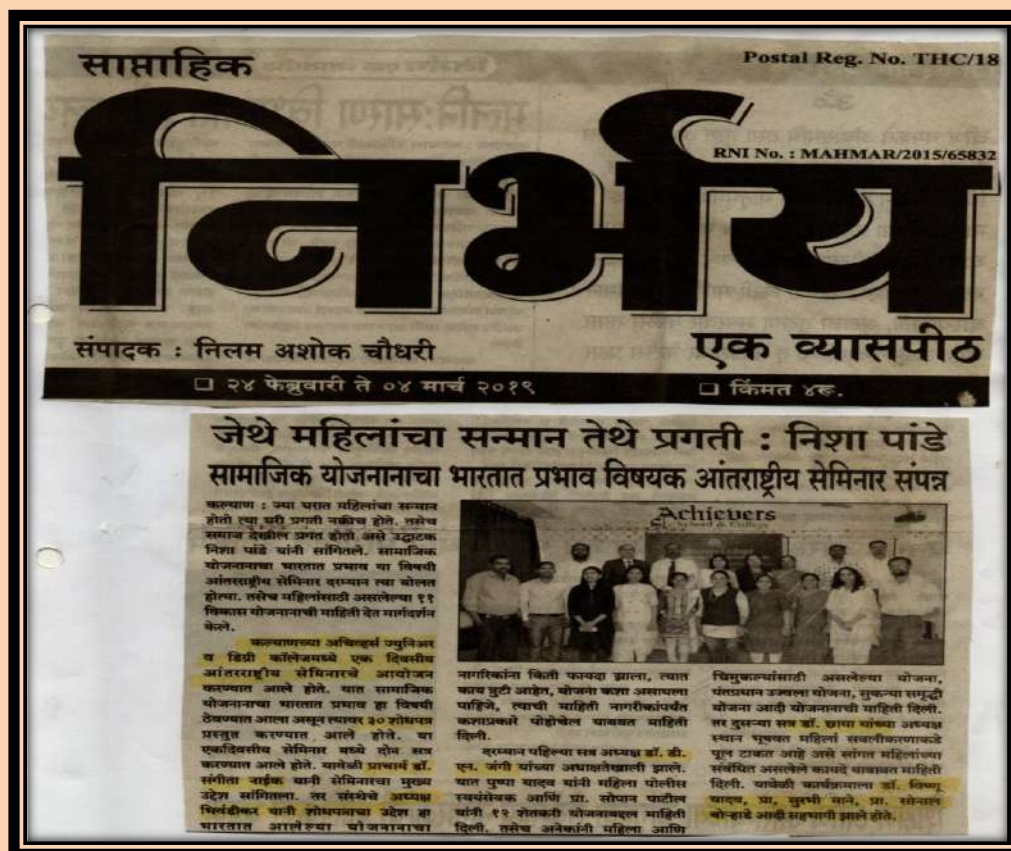 साप्ताहिक
Postal Reg. No. THC/18
RNI No. : MAHMAR/2015/65832
निर्भय
संपादक : निलम अशोक चौधरी
एक व्यासपीठ
❑ २४ फेब्रुवारी ते ०४ मार्च २०१९
❑ किंमत ४रू.
जेथे महिलांचा सन्मान तेथे प्रगती : निशा पांडे
सामाजिक योजनानाचा भारतात प्रभाव विषयक आंतराष्ट्रीय सेमिनार संपन्न
कल्याण : ज्या घरात महिलांचा सन्मान
होतो त्या घरी प्रगती नक्कीच होते. तसेच
समाज देखील प्रगत होतो असे उद्घाटक
निशा पांडे यांनी सांगितले. सामाजिक
योजनानाचा भारतात प्रभाव या विषयी
आंतरराष्ट्रीय सेमिनार दरम्यान त्या बोलत
होत्या. तसेच महिलांसाठी असलेल्या ११
विकास योजनानाची माहिती देत मार्गदर्शन
केले.
कल्याणच्या अचिव्हर्स ज्युनिअर
व डिग्री कॉलेजमध्ये एक दिवसीय
आंतरराष्ट्रीय सेमिनारचे आयोजन
करण्यात आले होते. यात सामाजिक
योजनानाचा भारतात प्रभाव हा विषयी
ठेवण्यात आला असून त्यावर ३० शोधपत्र
प्रस्तुत करण्यात आले होते. या
एकदिवसीय सेमिनार मध्ये दोन सत्र
करण्यात आले होते. यावेळी प्राचार्य डॉ.
संगीता नाईक यांनी सेमिनारचा मुख्य
उद्देश सांगितला. तर संस्थेचे अध्यक्ष
भिवंडीकर यांनी शोधपत्राचा उद्देश हा
भारतात आलेल्या योजनानाचा
Achievers
School & College
नागरिकांना किती फायदा झाला, त्यात
काय त्रुटी आहेत, योजना कशा असायला
पाहिजे, त्याची माहिती नागरीकांपर्यंत
कशाप्रकारे पोहोचेल याबाबत माहिती
दिली.
दरम्यान पहिल्या सत्र अध्यक्ष डॉ. डी.
एन. जंगी यांच्या अध्यक्षतेखाली झाले.
यात पुष्पा यादव यांनी महिला पोलीस
स्वयंसेवक आणि प्रा. सोपान पाटील
यांनी १२ शेतकरी योजनाबद्दल माहिती
दिली. तसेच अनेकांनी महिला आणि
चिमुकल्यांसाठी असलेल्या योजना,
पंतप्रधान उज्वला योजना, सुकन्या समृद्धी
योजना आदी योजनानाची माहिती दिली.
तर दुसऱ्या सत्र डॉ. छाया यांच्या अध्यक्ष
स्थान भूषवत महिला सबलीकरणाकडे
पूल टाकत आहे असे सांगत महिलांच्या
संबंधित असलेले कायदे याबाबत माहिती
दिली. यावेळी कार्यक्रमाला डॉ. विष्णू
यादव, प्रा. सुरभी माने, प्रा. सोनाल
बोऱ्हाडे आदी सहभागी झाले होते.